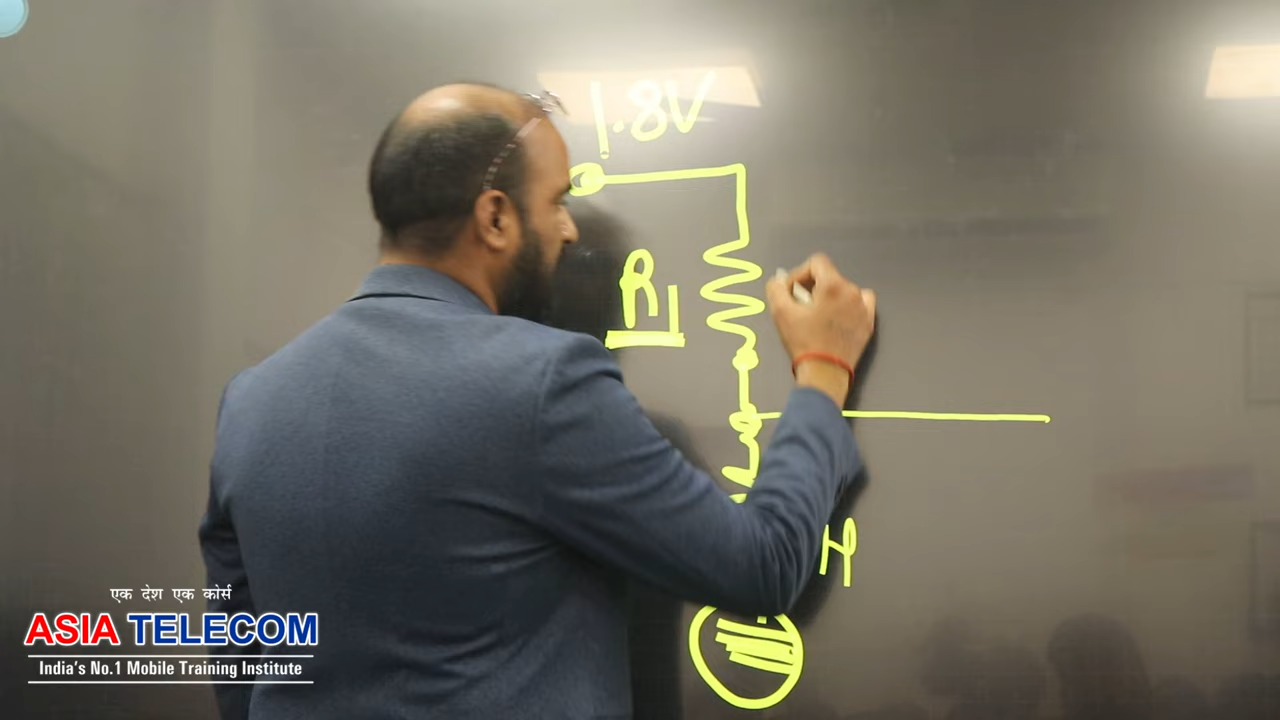 1.8V
R1
एक देश एक कोर्स
ASIA TELECOM
India's No.1 Mobile Training Institute